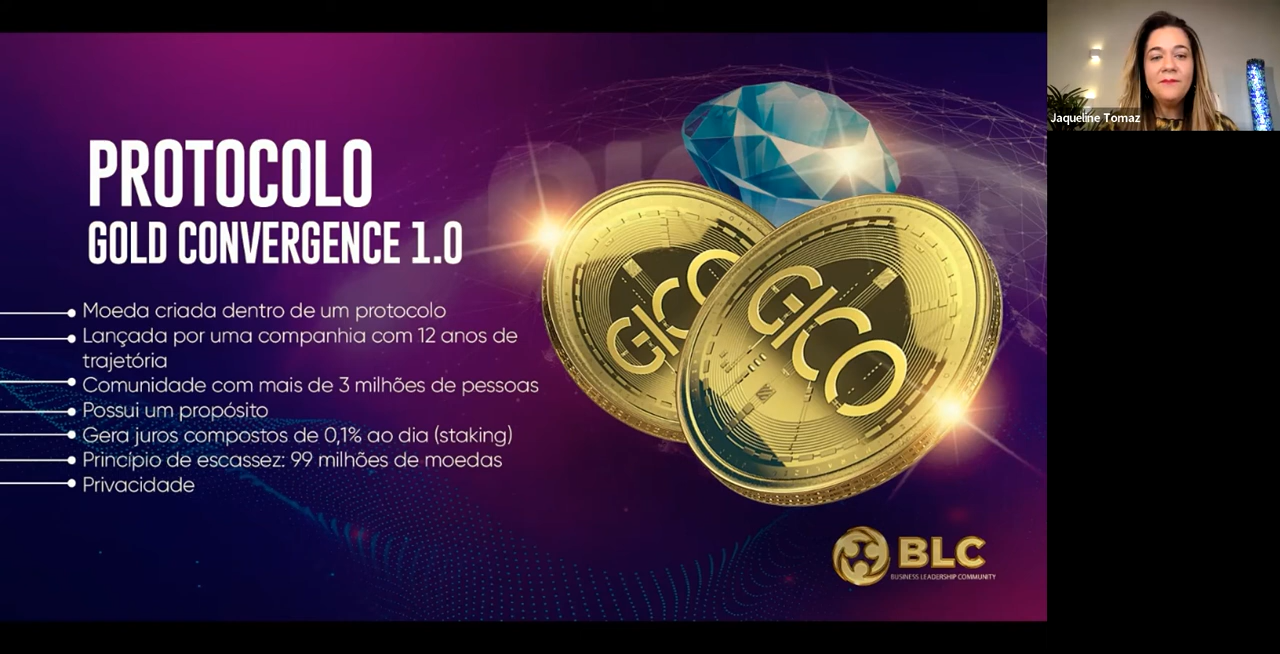 PROTOCOLO
GOLD CONVERGENCE 1.0
Moeda criada dentro de um protocolo
Lançada por uma companhia com 12 anos de
trajetória
Comunidade com mais de 3 milhões de pessoas
Possui um propósito
Gera juros compostos de 0,1% ao dia (staking)
Princípio de escassez: 99 milhões de moedas
Privacidade
GICO
GICO
BLC
BUSINESS LEADERSHIP COMMUNITY
Jaqueline Tomaz